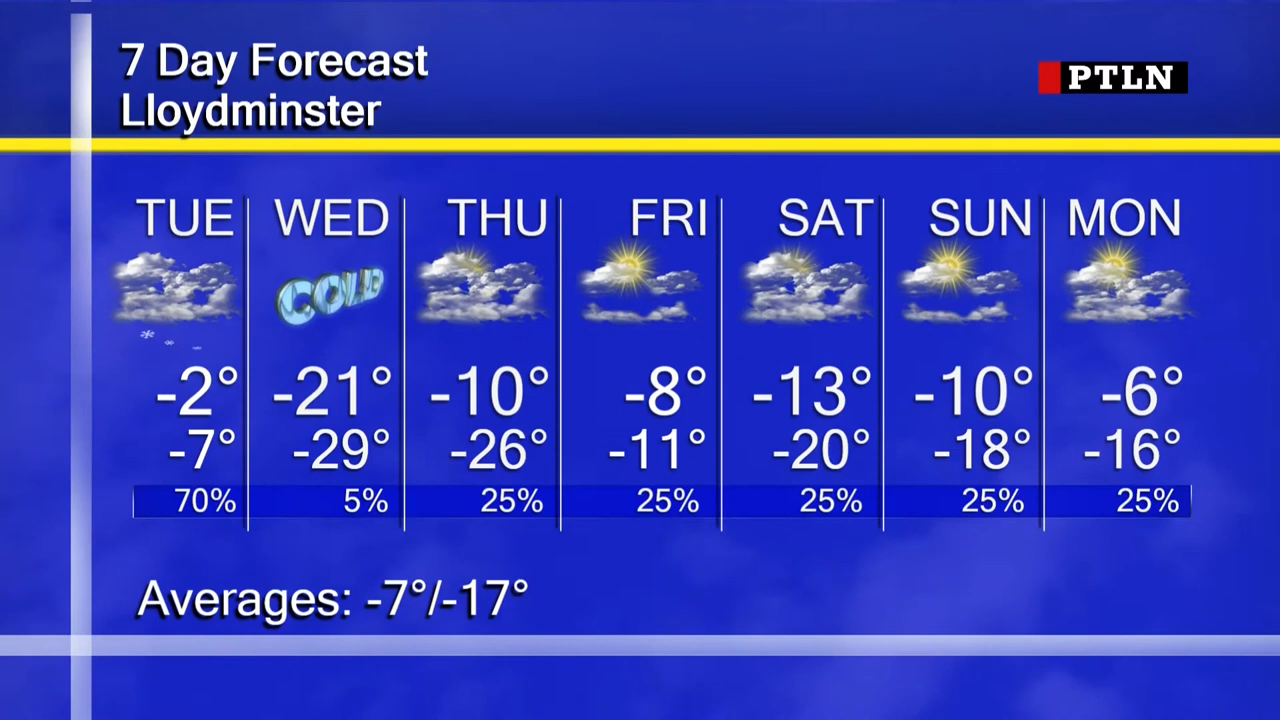 7 Day Forecast
Lloydminster
PTLN
TUE WED THU FRI SAT SUN MON
COLD
-2° -21° -10° -8° -13° -10° -6°
-7° -29° -26° -11° -20° -18° -16°
70% 5% 25% 25% 25% 25% 25%
Averages: -7°/-17°